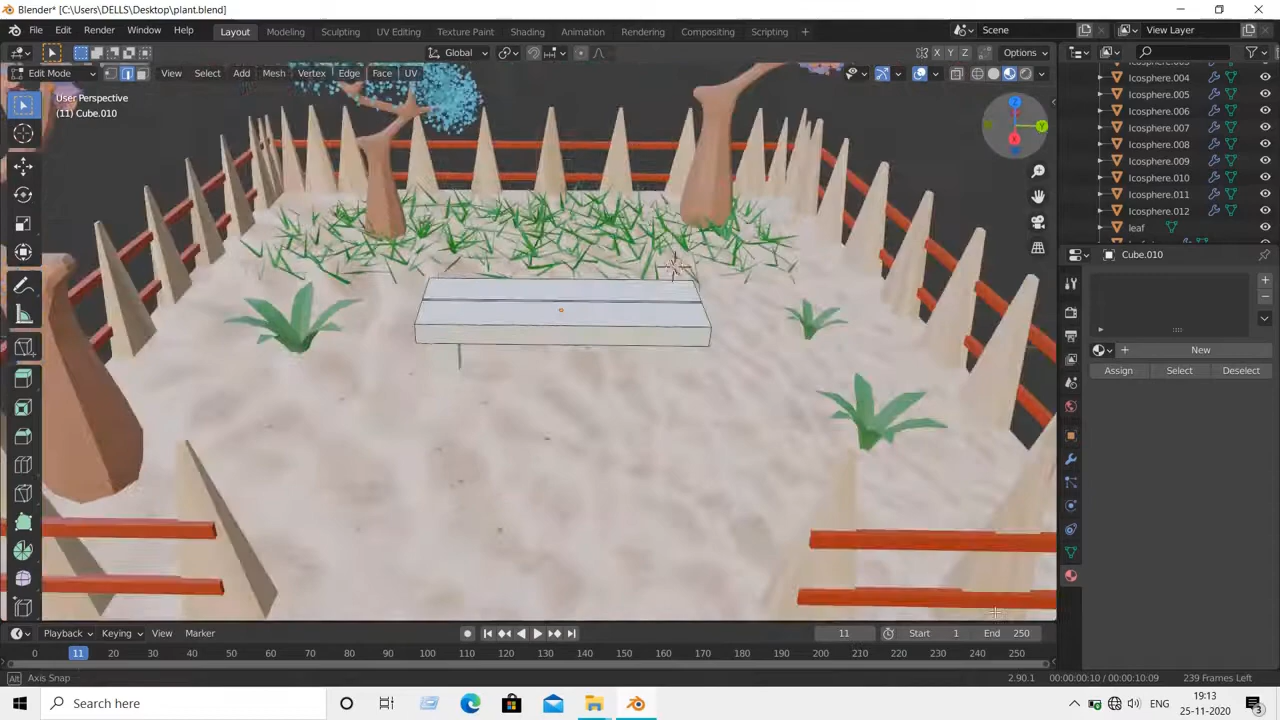 Blender* [C:\Users\DELLS\Desktop\plant.blend]
File Edit Render Window Help Layout Modeling Sculpting UV Editing Texture Paint Shading Animation Rendering Compositing Scripting + Scene View Layer
Global X Y Z Options
Edit Mode View Select Add Mesh Vertex Edge Face UV
User Perspective
(11) Cube.010
Z
Y
X
Icosphere.004
Icosphere.005
Icosphere.006
Icosphere.007
Icosphere.008
Icosphere.009
Icosphere.010
Icosphere.011
Icosphere.012
leaf
Cube.010
+ New
Assign Select Deselect
Playback Keying View Marker 11 Start 1 End 250
0 11 20 30 40 50 60 70 80 90 100 110 120 130 140 150 160 170 180 190 200 210 220 230 240 250
Alt Axis Snap 2.90.1 00:00:00:10 / 00:00:10:09 239 Frames Left
Search here ENG 19:13
25-11-2020 3